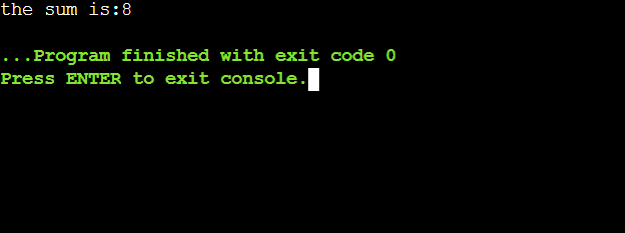 the sum is:8
...Program finished with exit code 0
Press ENTER to exit console.